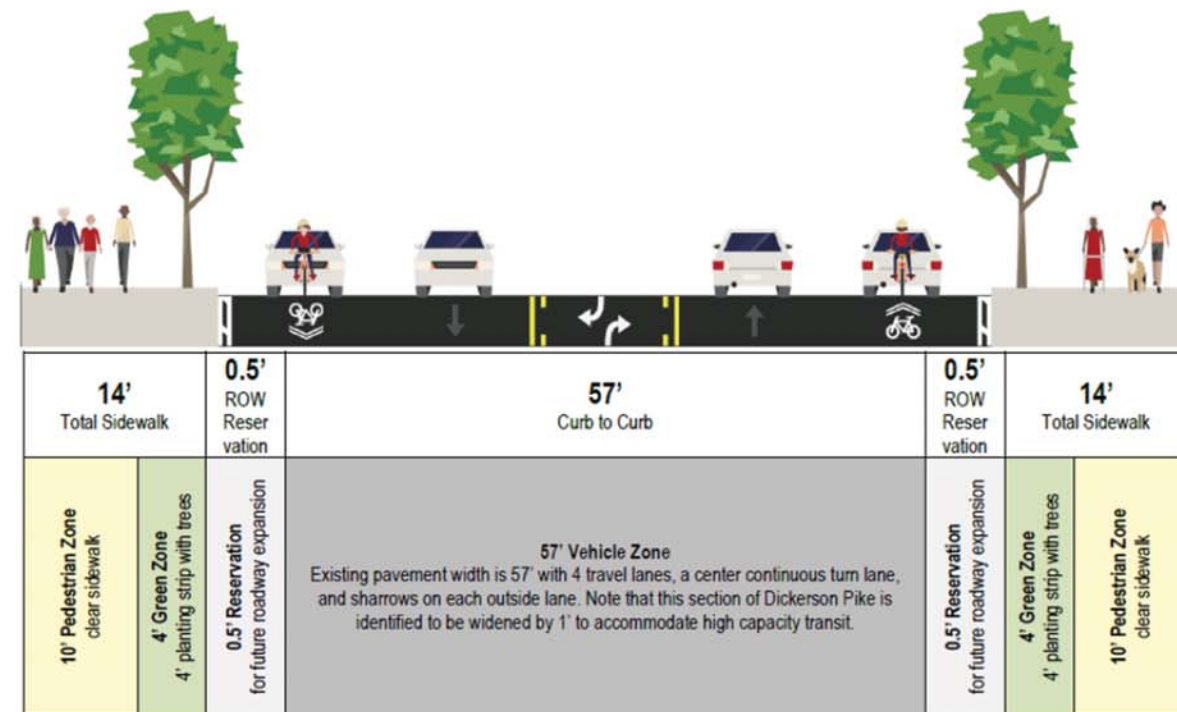 14'
Total Sidewalk
0.5'
ROW
Reser
vation
57'
Curb to Curb
0.5'
ROW
Reser
vation
14'
Total Sidewalk
10' Pedestrian Zone
clear sidewalk
4' Green Zone
4' planting strip with trees
0.5' Reservation
for future roadway expansion
57' Vehicle Zone
Existing pavement width is 57' with 4 travel lanes, a center continuous turn lane,
and sharrows on each outside lane. Note that this section of Dickerson Pike is
identified to be widened by 1' to accommodate high capacity transit.
0.5' Reservation
for future roadway expansion
4' Green Zone
4' planting strip with trees
10' Pedestrian Zone
clear sidewalk